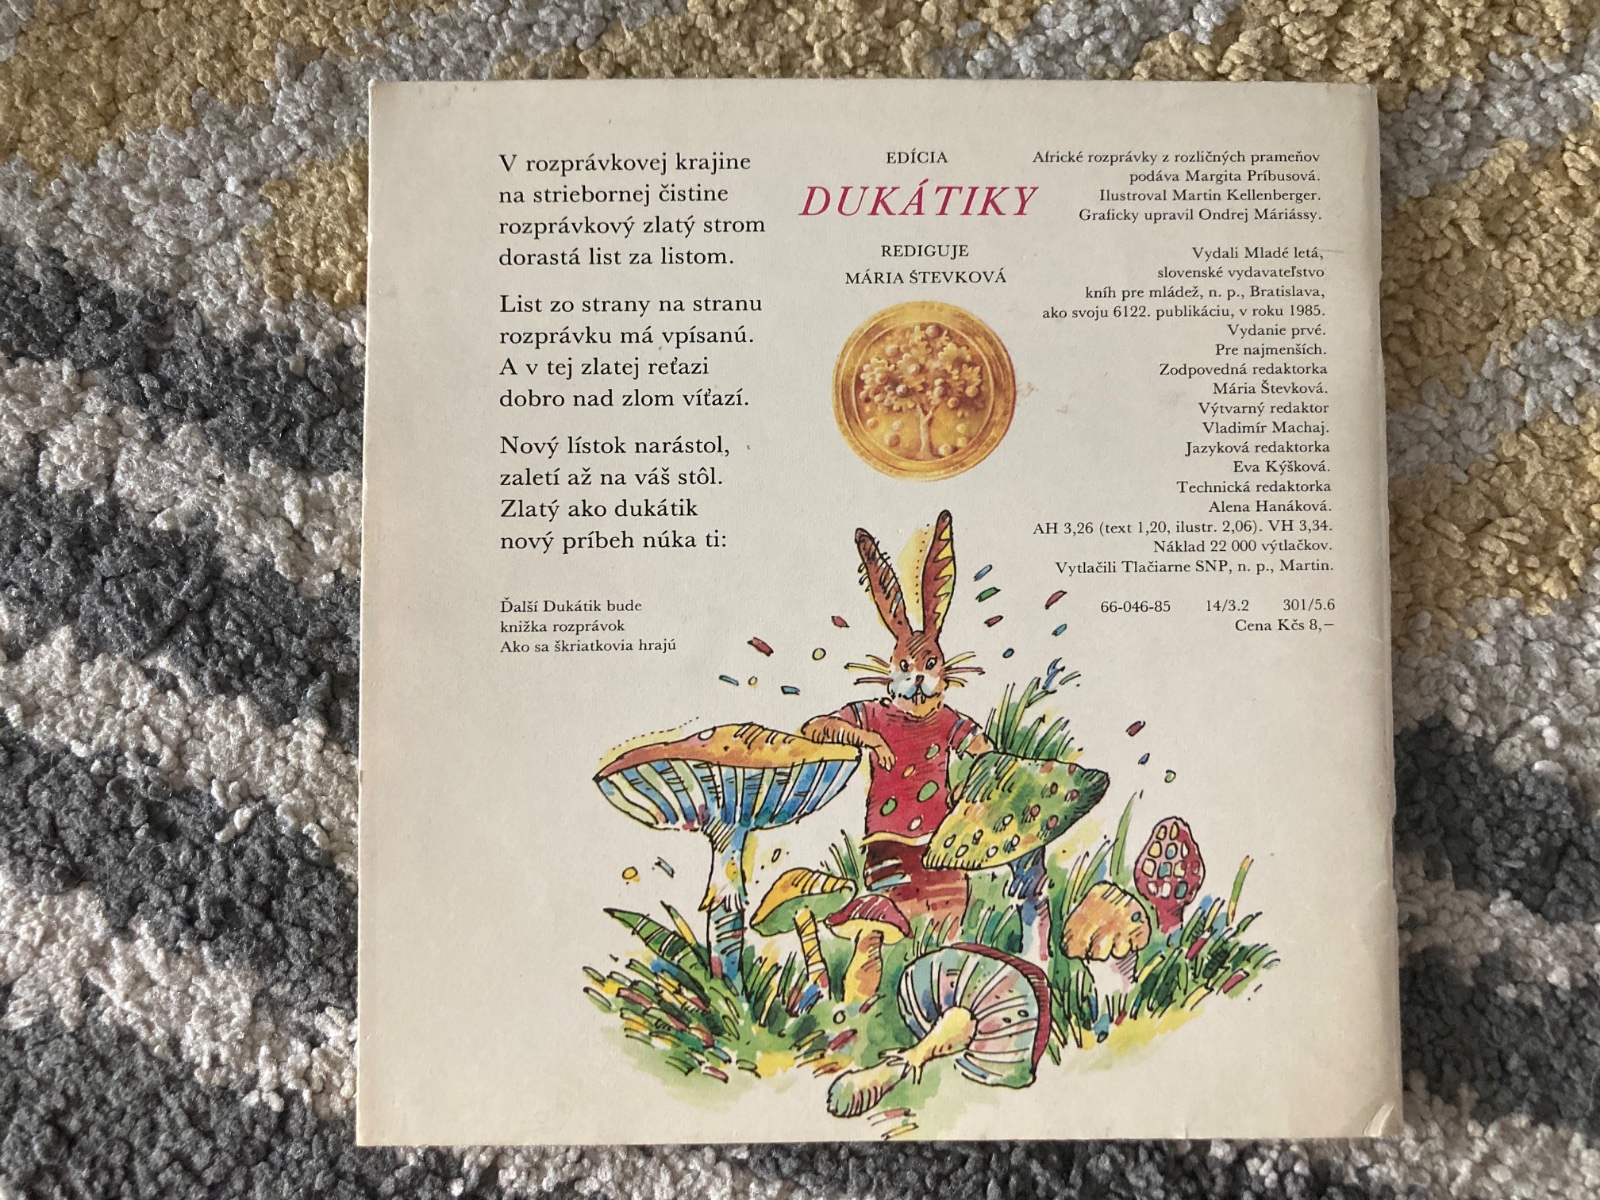 V rozprávkovej krajine
na striebornej čistine
rozprávkový zlatý strom
dorastá list za listom.
List zo strany na stranu
rozprávku má vpísanú.
A v tej zlatej reťazi
dobro nad zlom víťazí.
Nový lístok narástol,
zaletí až na váš stôl.
Zlatý ako dukátik
nový príbeh núka ti:
Ďalší Dukátik bude
knižka rozprávok
Ako sa škriatkovia hrajú
EDÍCIA
DUKÁTIKY
REDIGUJE
MÁRIA ŠTEVKOVÁ
Africké rozprávky z rozličných prameňov
podáva Margita Príbusová.
Ilustroval Martin Kellenberger.
Graficky upravil Ondrej Máriássy.
Vydali Mladé letá,
slovenské vydavateľstvo
kníh pre mládež, n. p., Bratislava,
ako svoju 6122. publikáciu, v roku 1985.
Vydanie prvé.
Pre najmenších.
Zodpovedná redaktorka
Mária Števková.
Výtvarný redaktor
Vladimír Machaj.
Jazyková redaktorka
Eva Kýšková.
Technická redaktorka
Alena Hanáková.
AH 3,26 (text 1,20, ilustr. 2,06). VH 3,34.
Náklad 22 000 výtlačkov.
Vytlačili Tlačiarne SNP, n. p., Martin.
66-046-85 14/3.2 301/5.6
Cena Kčs 8,—